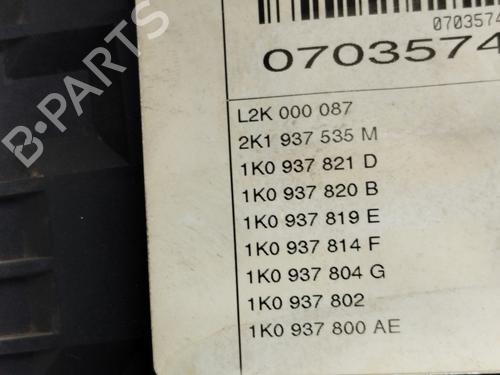 0703574
0703574
L2K 000 087
2K1 937 535 M
1K0 937 821 D
1K0 937 820 B
1K0 937 819 E
1K0 937 814 F
1K0 937 804 G
1K0 937 802
1K0 937 800 AE
B-PARTS